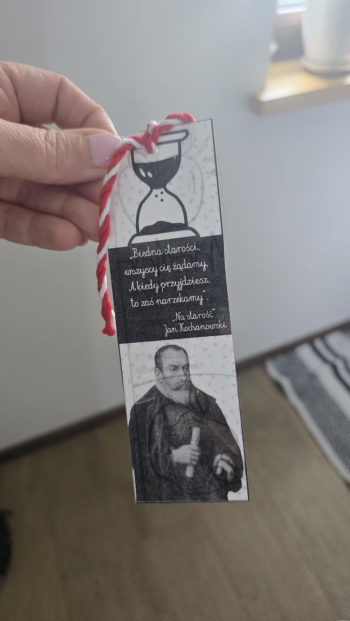 „Biedna starości,
wszyscy cię żądamy,
A kiedy przyjdziesz,
to zaś narzekamy".
„Na starość"
Jan Kochanowski